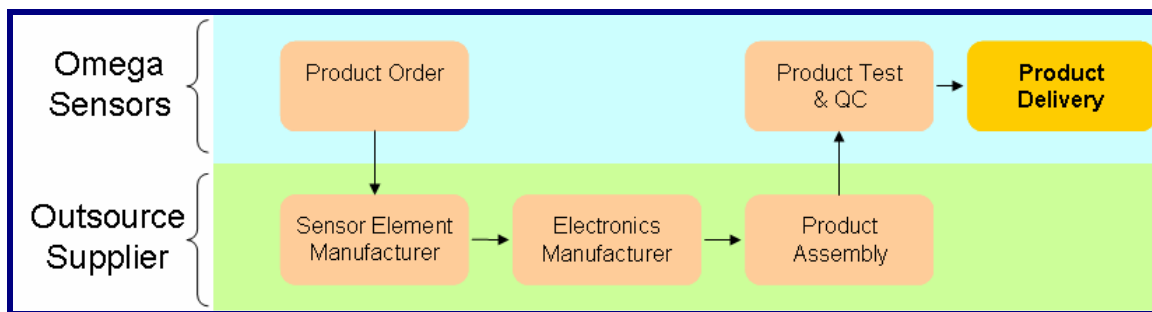 Omega
Sensors
Product Order
Product Test
& QC
Product
Delivery
Outsource
Supplier
Sensor Element
Manufacturer
Electronics
Manufacturer
Product
Assembly